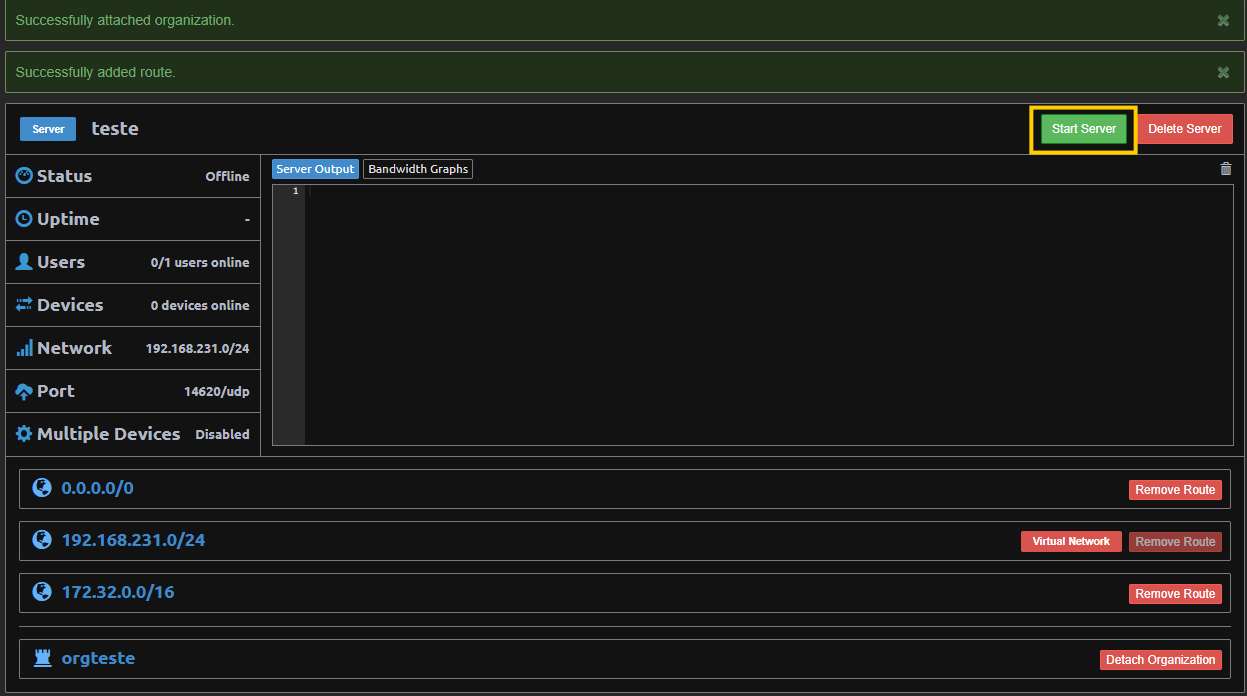 Successfully attached organization.
Successfully added route.
Server teste Start Server Delete Server
Status Offline Server Output Bandwidth Graphs
1
Uptime -
Users 0/1 users online
Devices 0 devices online
Network 192.168.231.0/24
Port 14620/udp
Multiple Devices Disabled
0.0.0.0/0 Remove Route
192.168.231.0/24 Virtual Network Remove Route
172.32.0.0/16 Remove Route
orgteste Detach Organization